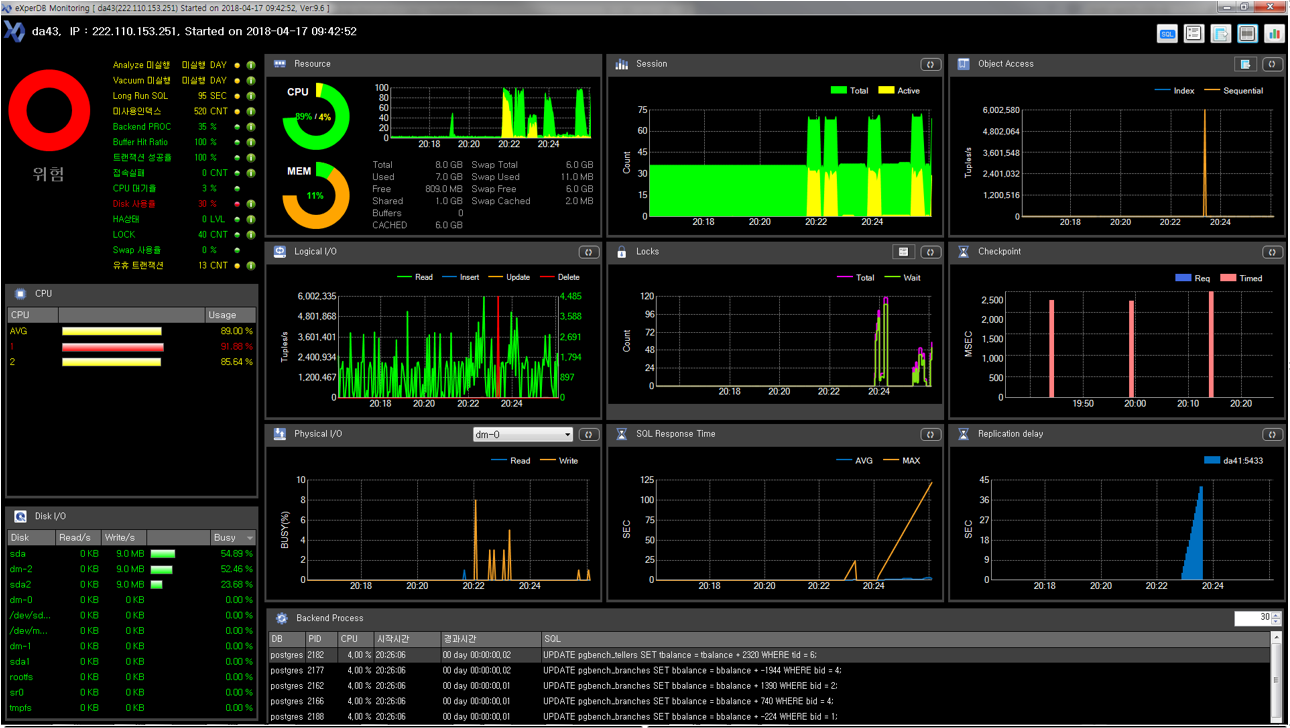 eXperDB Monitoring [ da43(222.110.153.251) Started on 2018-04-17 09:42:52, Ver:9.6 ]
da43, IP : 222.110.153.251, Started on 2018-04-17 09:42:52
SQL
위험
Analyze 미실행 미실행 DAY
Vacuum 미실행 미실행 DAY
Long Run SQL 95 SEC
미사용인덱스 520 CNT
Backend PROC 35 %
Buffer Hit Ratio 100 %
트랜잭션 성공률 100 %
접속실패 0 CNT
CPU 대기율 3 %
Disk 사용률 30 %
HA상태 0 LVL
LOCK 40 CNT
Swap 사용률 0 %
유휴 트랜잭션 13 CNT
CPU
CPU Usage
AVG 89.00 %
1 91.88 %
2 85.64 %
Disk I/O
Disk Read/s Write/s Busy
sda 0 KB 9.0 MB 54.89 %
dm-2 0 KB 9.0 MB 52.46 %
sda2 0 KB 9.0 MB 23.68 %
dm-0 0 KB 0 KB 0.00 %
/dev/sd... 0 KB 0 KB 0.00 %
/dev/m... 0 KB 0 KB 0.00 %
dm-1 0 KB 0 KB 0.00 %
sda1 0 KB 0 KB 0.00 %
rootfs 0 KB 0 KB 0.00 %
sr0 0 KB 0 KB 0.00 %
tmpfs 0 KB 0 KB 0.00 %
Resource
CPU
89% / 4%
100
80
60
40
20
0
20:18 20:20 20:22 20:24
MEM
11%
Total 8.0 GB Swap Total 6.0 GB
Used 7.0 GB Swap Used 11.0 MB
Free 809.0 MB Swap Free 6.0 GB
Shared 1.0 GB Swap Cached 2.0 MB
Buffers 0
CACHED 6.0 GB
Session
Total Active
Count
75
60
45
30
15
0
20:18 20:20 20:22 20:24
Object Access
Index Sequential
Tuples/s
6,002,580
4,802,064
3,601,548
2,401,032
1,200,516
0
20:18 20:20 20:22 20:24
Logical I/O
Read Insert Update Delete
Tuples/s
6,002,335 4,485
4,801,868 3,588
3,601,401 2,691
2,400,934 1,794
1,200,467 897
0 0
20:18 20:20 20:22 20:24
Locks
Total Wait
Count
120
96
72
48
24
0
20:18 20:20 20:22 20:24
Checkpoint
Req Timed
MSEC
2,500
2,000
1,500
1,000
500
0
19:50 20:00 20:10 20:20
Physical I/O
dm-0
Read Write
BUSY(%)
10
8
6
4
2
0
20:18 20:20 20:22 20:24
SQL Response Time
AVG MAX
SEC
125
100
75
50
25
0
20:18 20:20 20:22 20:24
Replication delay
da41:5433
SEC
45
36
27
18
9
0
20:18 20:20 20:22 20:24
Backend Process
30
DB PID CPU 시작시간 경과시간 SQL
postgres 2182 4,00 % 20:26:06 00 day 00:00:00,02 UPDATE pgbench_tellers SET tbalance = tbalance + 2320 WHERE tid = 6;
postgres 2177 4,00 % 20:26:06 00 day 00:00:00,02 UPDATE pgbench_branches SET bbalance = bbalance + -1944 WHERE bid = 4;
postgres 2162 4,00 % 20:26:06 00 day 00:00:00,01 UPDATE pgbench_branches SET bbalance = bbalance + 1390 WHERE bid = 2;
postgres 2166 4,00 % 20:26:06 00 day 00:00:00,01 UPDATE pgbench_branches SET bbalance = bbalance + 740 WHERE bid = 4;
postgres 2188 4,00 % 20:26:06 00 day 00:00:00,01 UPDATE pgbench_branches SET bbalance = bbalance + -224 WHERE bid = 1;